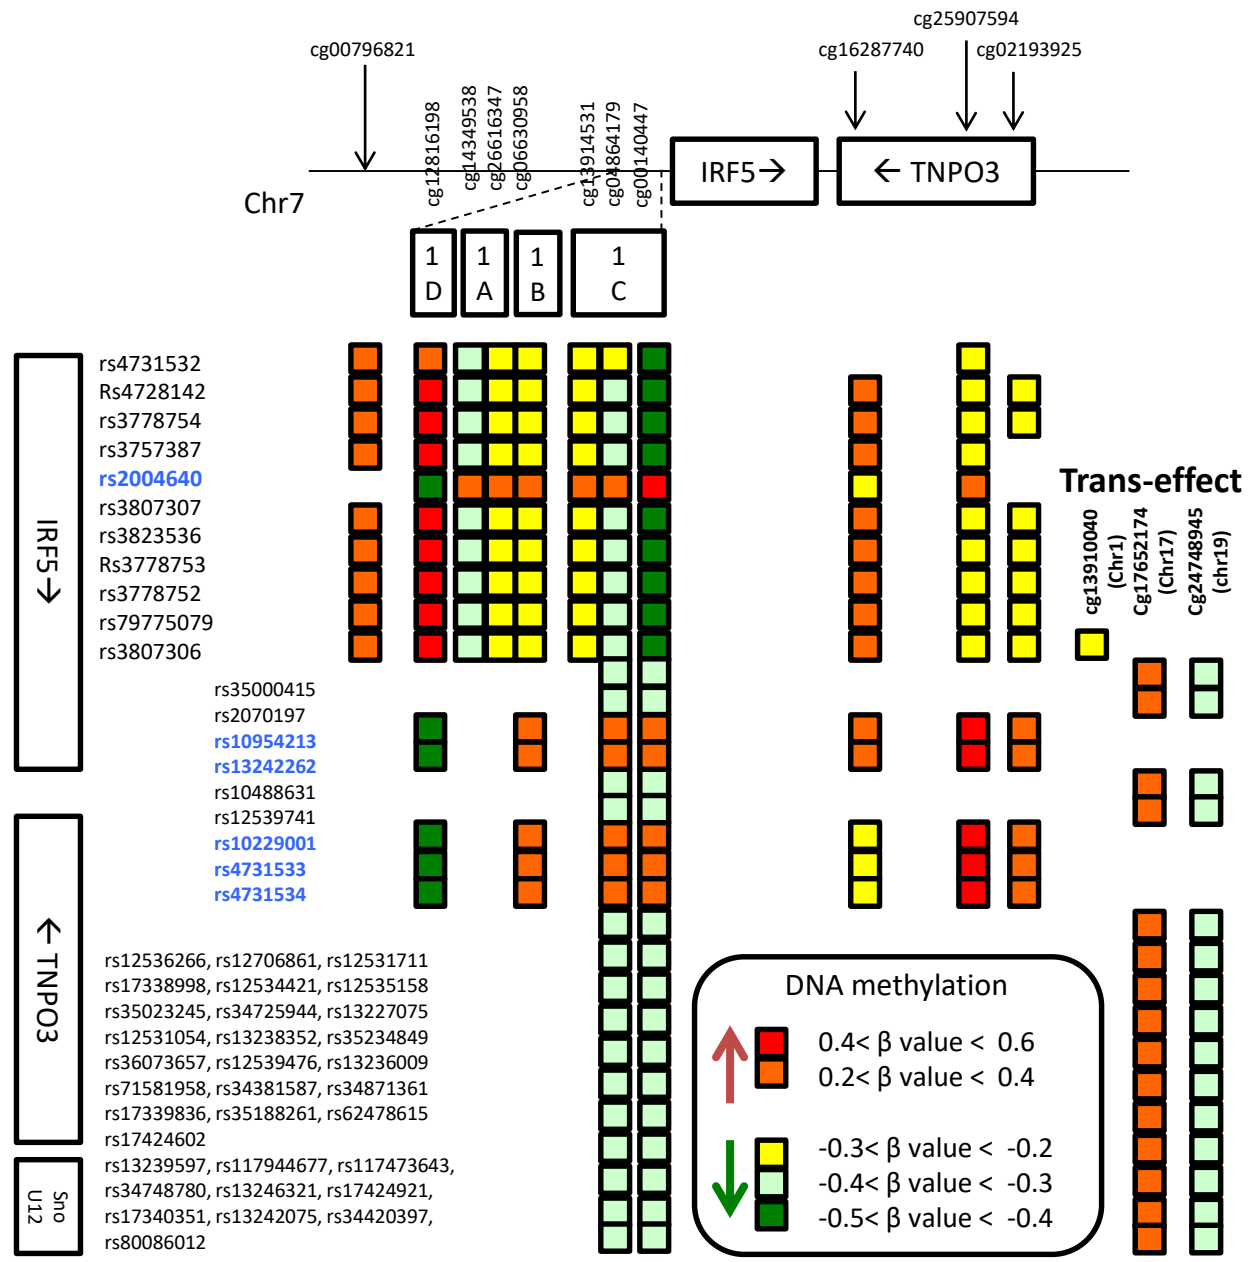 cg25907594
cg00796821
cg16287740
cg02193925
cg12816198
cg14349538
cg26616347
cg06630958
cg13914531
cg04864179
cg00140447
Chr7
IRF5→
← TNPO3
1 D
1 A
1 B
1 C
IRF5→
rs4731532
Rs4728142
rs3778754
rs3757387
rs2004640
rs3807307
rs3823536
Rs3778753
rs3778752
rs79775079
rs3807306
Trans-effect
cg13910040
(Chr1)
Cg17652174
(Chr17)
Cg24748945
(chr19)
rs35000415
rs2070197
rs10954213
rs13242262
rs10488631
rs12539741
rs10229001
rs4731533
rs4731534
← TNPO3
rs12536266, rs12706861, rs12531711
rs17338998, rs12534421, rs12535158
rs35023245, rs34725944, rs13227075
rs12531054, rs13238352, rs35234849
rs36073657, rs12539476, rs13236009
rs71581958, rs34381587, rs34871361
rs17339836, rs35188261, rs62478615
rs17424602
Sno
U12
rs13239597, rs117944677, rs117473643,
rs34748780, rs13246321, rs17424921,
rs17340351, rs13242075, rs34420397,
rs80086012
DNA methylation
0.4< β value < 0.6
0.2< β value < 0.4
-0.3< β value < -0.2
-0.4< β value < -0.3
-0.5< β value < -0.4